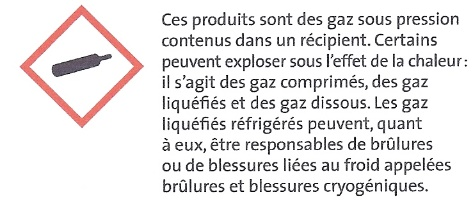 Ces produits sont des gaz sous pression
contenus dans un récipient. Certains
peuvent exploser sous l'effet de la chaleur :
il s'agit des gaz comprimés, des gaz
liquéfiés et des gaz dissous. Les gaz
liquéfiés réfrigérés peuvent, quant
à eux, être responsables de brûlures
ou de blessures liées au froid appelées
brûlures et blessures cryogéniques.